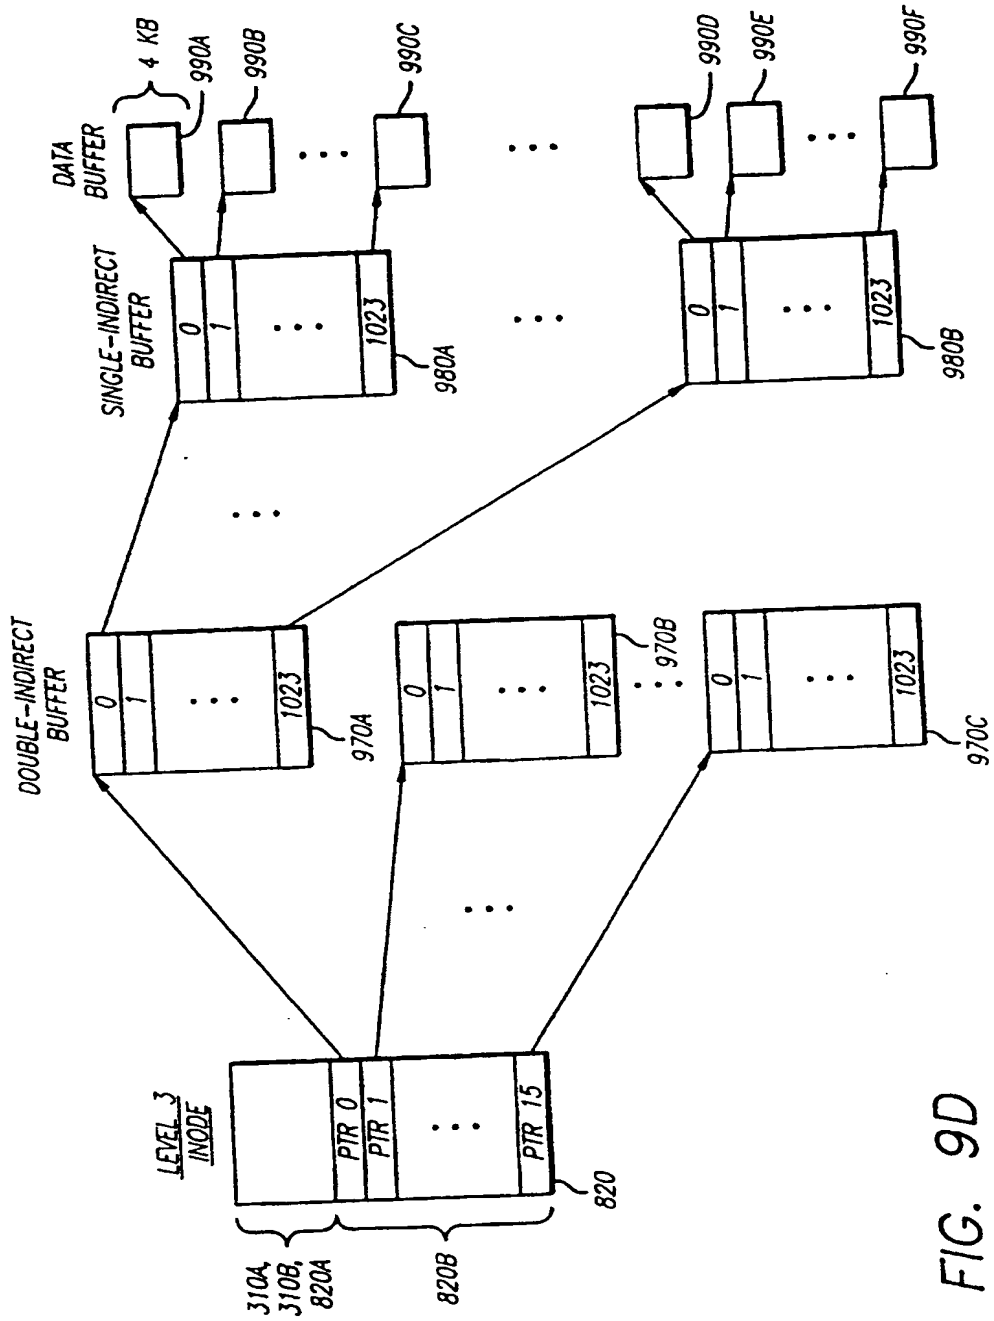 LEVEL 3
INODE
310A,
310B,
820A
820B
PTR 0
PTR 1
PTR 15
820
DOUBLE-INDIRECT
BUFFER
0
1
1023
970A
0
1
1023
970B
0
1
1023
970C
SINGLE-INDIRECT
BUFFER
0
1
1023
980A
0
1
1023
980B
DATA
BUFFER
4 KB
990A
990B
990C
990D
990E
990F
FIG. 9D